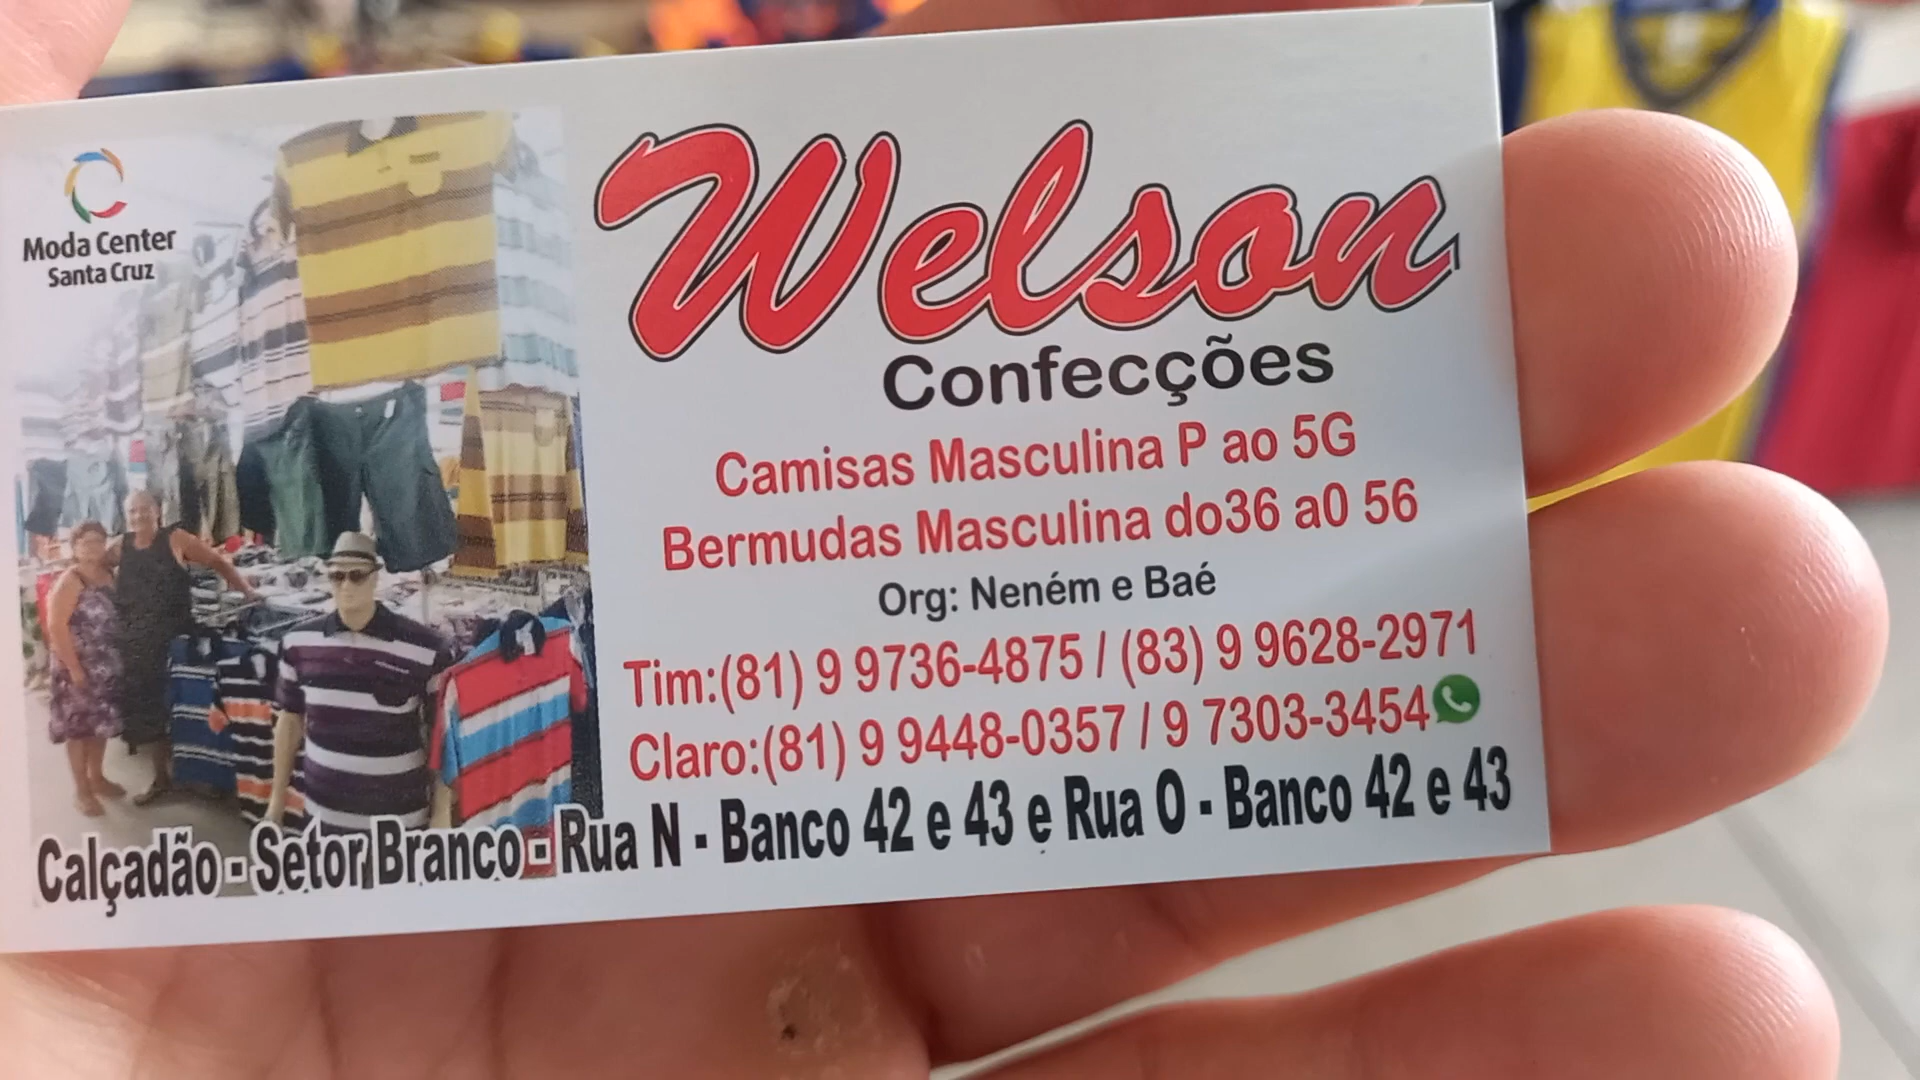 Moda Center
Santa Cruz
Welson
Confecções
Camisas Masculina P ao 5G
Bermudas Masculina do36 a0 56
Org: Neném e Baé
Tim:(81) 9 9736-4875 / (83) 9 9628-2971
Claro:(81) 9 9448-0357 / 9 7303-3454
Calçadão - Setor Branco - Rua N - Banco 42 e 43 e Rua O - Banco 42 e 43